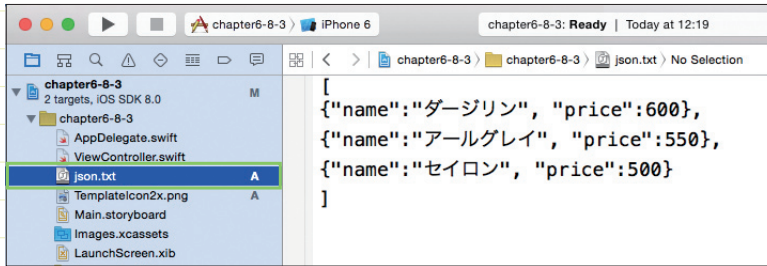 chapter6-8-3 〉 iPhone 6
chapter6-8-3: Ready | Today at 12:19
chapter6-8-3 〉 chapter6-8-3 〉 json.txt 〉 No Selection
chapter6-8-3 M
2 targets, iOS SDK 8.0
chapter6-8-3
AppDelegate.swift
ViewController.swift
json.txt A
TemplateIcon2x.png A
Main.storyboard
Images.xcassets
LaunchScreen.xib
[
{"name":"ダージリン", "price":600},
{"name":"アールグレイ", "price":550},
{"name":"セイロン", "price":500}
]